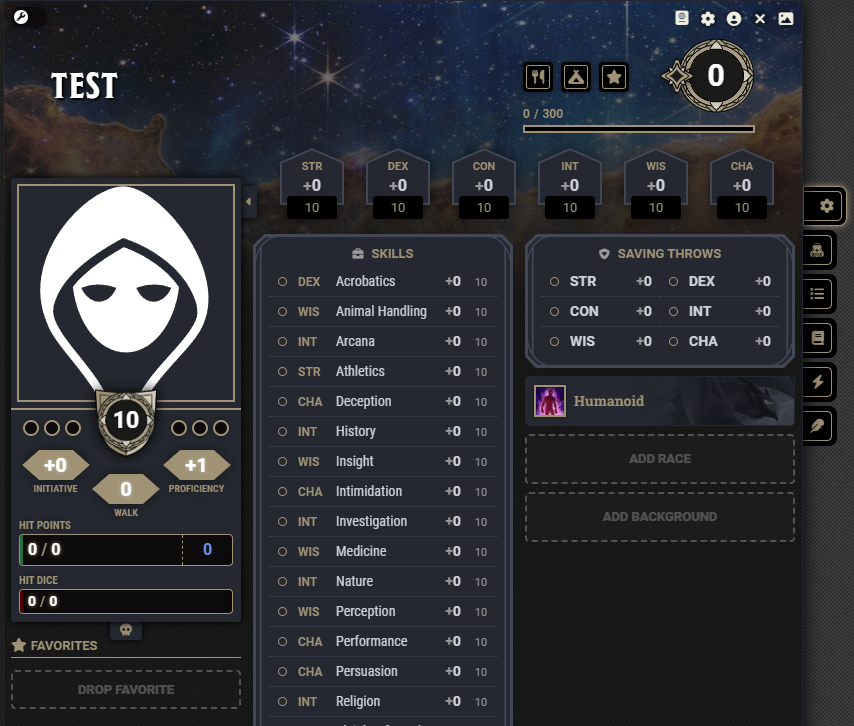 TEST
0
0 / 300
STR DEX CON INT WIS CHA
+0 +0 +0 +0 +0 +0
10 10 10 10 10 10
10
+0 +1
INITIATIVE PROFICIENCY
0
WALK
HIT POINTS
0 / 0 0
HIT DICE
0 / 0
FAVORITES
DROP FAVORITE
SKILLS
DEX Acrobatics +0 10
WIS Animal Handling +0 10
INT Arcana +0 10
STR Athletics +0 10
CHA Deception +0 10
INT History +0 10
WIS Insight +0 10
CHA Intimidation +0 10
INT Investigation +0 10
WIS Medicine +0 10
INT Nature +0 10
WIS Perception +0 10
CHA Performance +0 10
CHA Persuasion +0 10
INT Religion +0 10
SAVING THROWS
STR +0 DEX +0
CON +0 INT +0
WIS +0 CHA +0
Humanoid
ADD RACE
ADD BACKGROUND